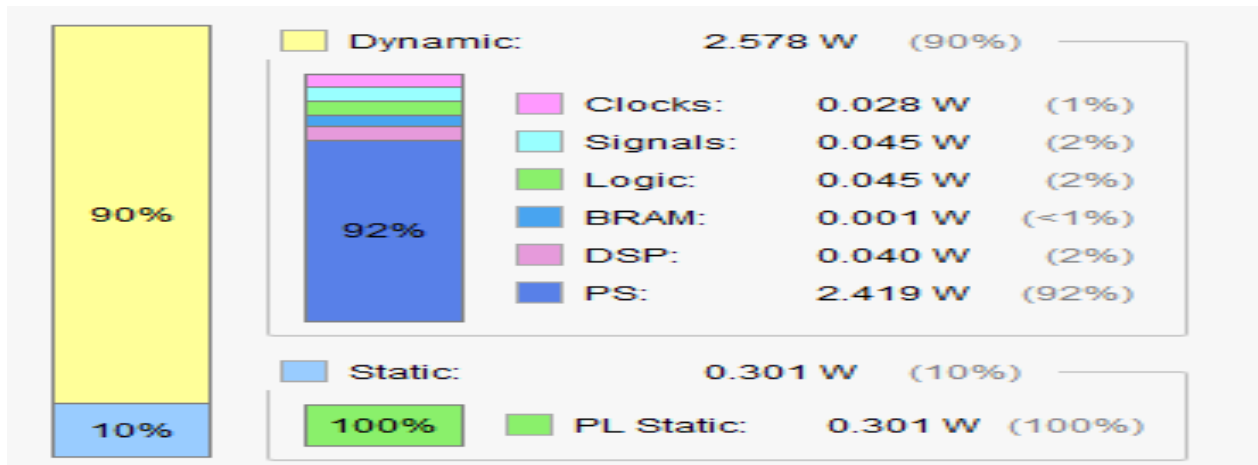 Dynamic: 2.578 W (90%)
Clocks: 0.028 W (1%)
Signals: 0.045 W (2%)
Logic: 0.045 W (2%)
90%
92%
BRAM: 0.001 W (<1%)
DSP: 0.040 W (2%)
PS: 2.419 W (92%)
Static: 0.301 W (10%)
10%
100%
PL Static: 0.301 W (100%)